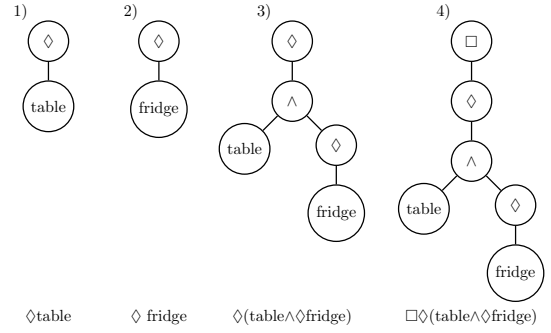 1) 2) 3) 4)
◊ ◊ ◊ □
table fridge ∧ ◊
table ◊ ∧
fridge table ◊
fridge
◊table ◊ fridge ◊(table∧◊fridge) □◊(table∧◊fridge)